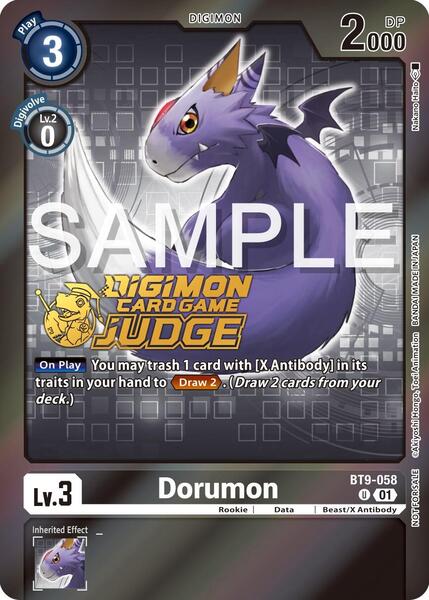 DIGIMON
Play
3
DP
2000
Digivolve
Lv.2
0
Nakano Haito
SAMPLE
DIGIMON
CARD GAME
JUDGE
On Play You may trash 1 card with [X Antibody] in its
traits in your hand to Draw 2. (Draw 2 cards from your
deck.)
©Akiyoshi Hongo, Toei Animation BANDAI MADE IN JAPAN
NOT FOR SALE
Lv.3
Dorumon
BT9-058
U 01
Rookie | Data | Beast/X Antibody
Inherited Effect
–